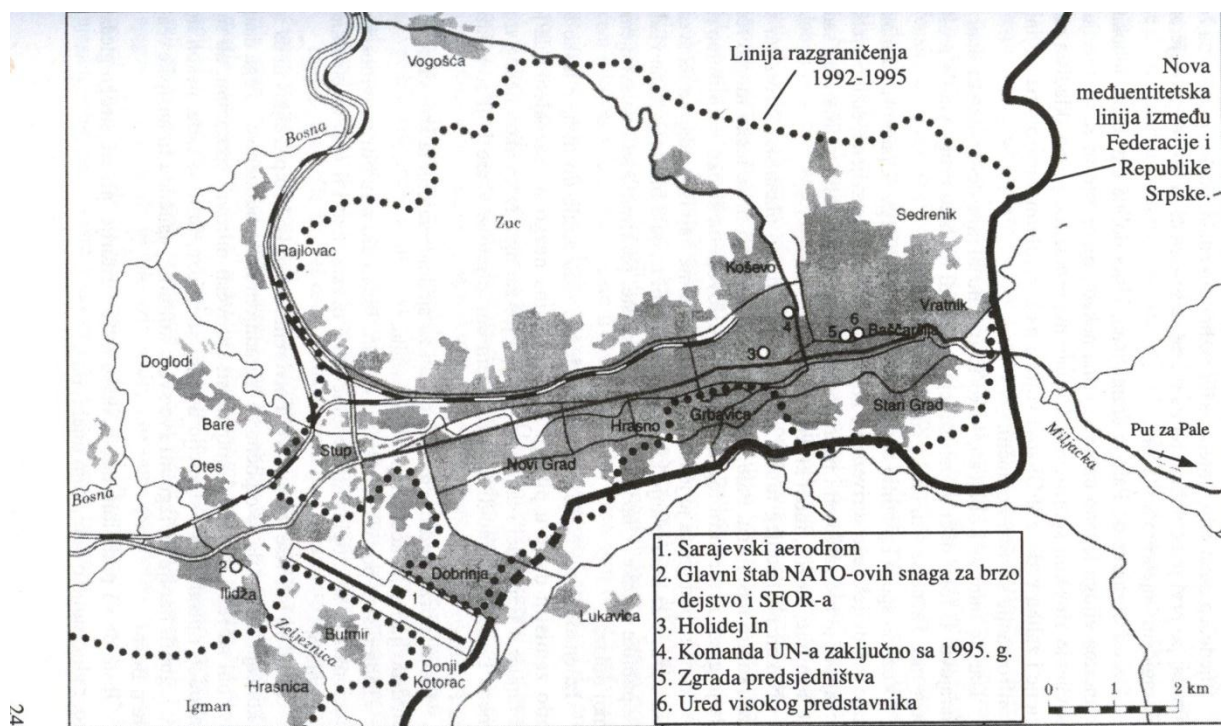 Vogošća
Linija razgraničenja
1992-1995
Nova
međuentitetska
linija između
Federacije i
Republike
Srpske.
Bosna
Zuc
Sedrenik
Rajlovac
Koševo
Vratnik
4
6
5
Baščaršija
3
Doglodi
Bare
Hrasno
Grbavica
Stari Grad
Put za Pale
Miljacka
Stup
Novi Grad
Otes
Bosna
2
Ilidža
1
Dobrinja
Lukavica
Butmir
Željeznica
Donji
Kotorac
Hrasnica
Igman
1. Sarajevski aerodrom
2. Glavni štab NATO-ovih snaga za brzo
dejstvo i SFOR-a
3. Holidej In
4. Komanda UN-a zaključno sa 1995. g.
5. Zgrada predsjedništva
6. Ured visokog predstavnika
0 1 2 km
24